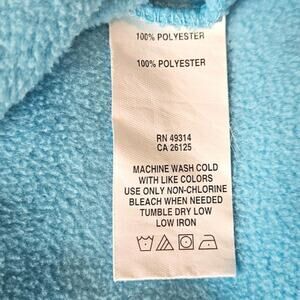 100% POLYESTER
100% POLYESTER
RN 49314
CA 26125
MACHINE WASH COLD
WITH LIKE COLORS
USE ONLY NON-CHLORINE
BLEACH WHEN NEEDED
TUMBLE DRY LOW
LOW IRON